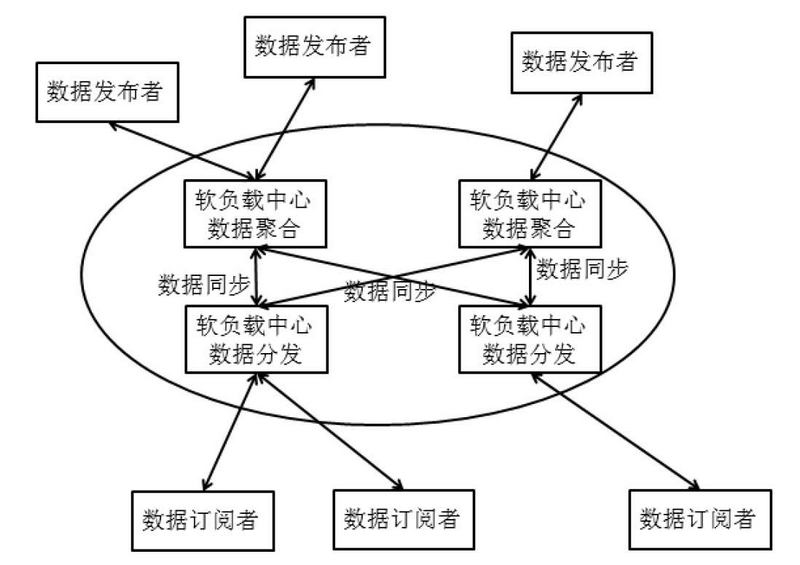 数据发布者
数据发布者
数据发布者
软负载中心
数据聚合
软负载中心
数据聚合
数据同步
数据同步
数据同步
软负载中心
数据分发
软负载中心
数据分发
数据订阅者
数据订阅者
数据订阅者